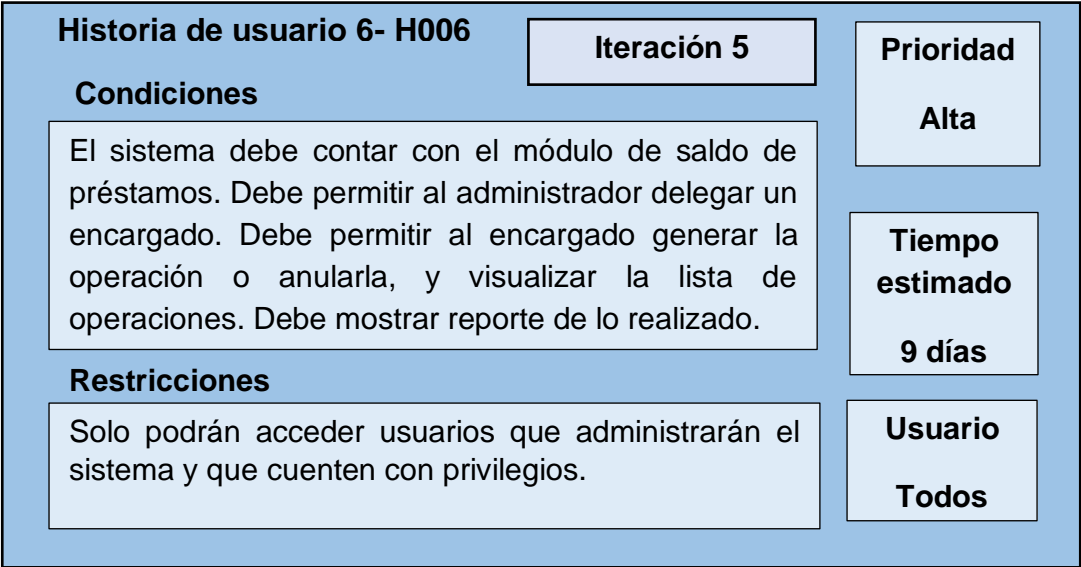 Historia de usuario 6- H006
Iteración 5
Prioridad
Alta
Condiciones
El sistema debe contar con el módulo de saldo de
préstamos. Debe permitir al administrador delegar un
encargado. Debe permitir al encargado generar la
operación o anularla, y visualizar la lista de
operaciones. Debe mostrar reporte de lo realizado.
Tiempo
estimado
9 días
Restricciones
Solo podrán acceder usuarios que administrarán el
sistema y que cuenten con privilegios.
Usuario
Todos